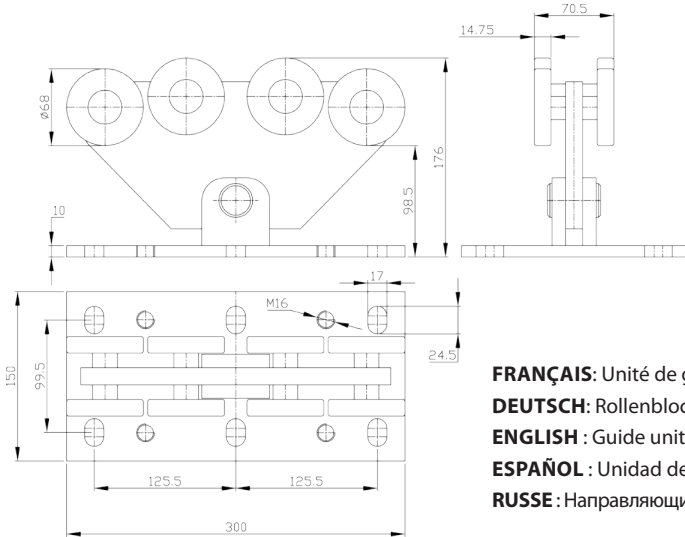 70.5
14.75
ø68
176
98.5
10
17
M16
24.5
150
99.5
125.5 125.5
300
FRANÇAIS: Unité de
DEUTSCH: Rollenbloc
ENGLISH : Guide unit
ESPAÑOL : Unidad de
RUSSE : Направляющи